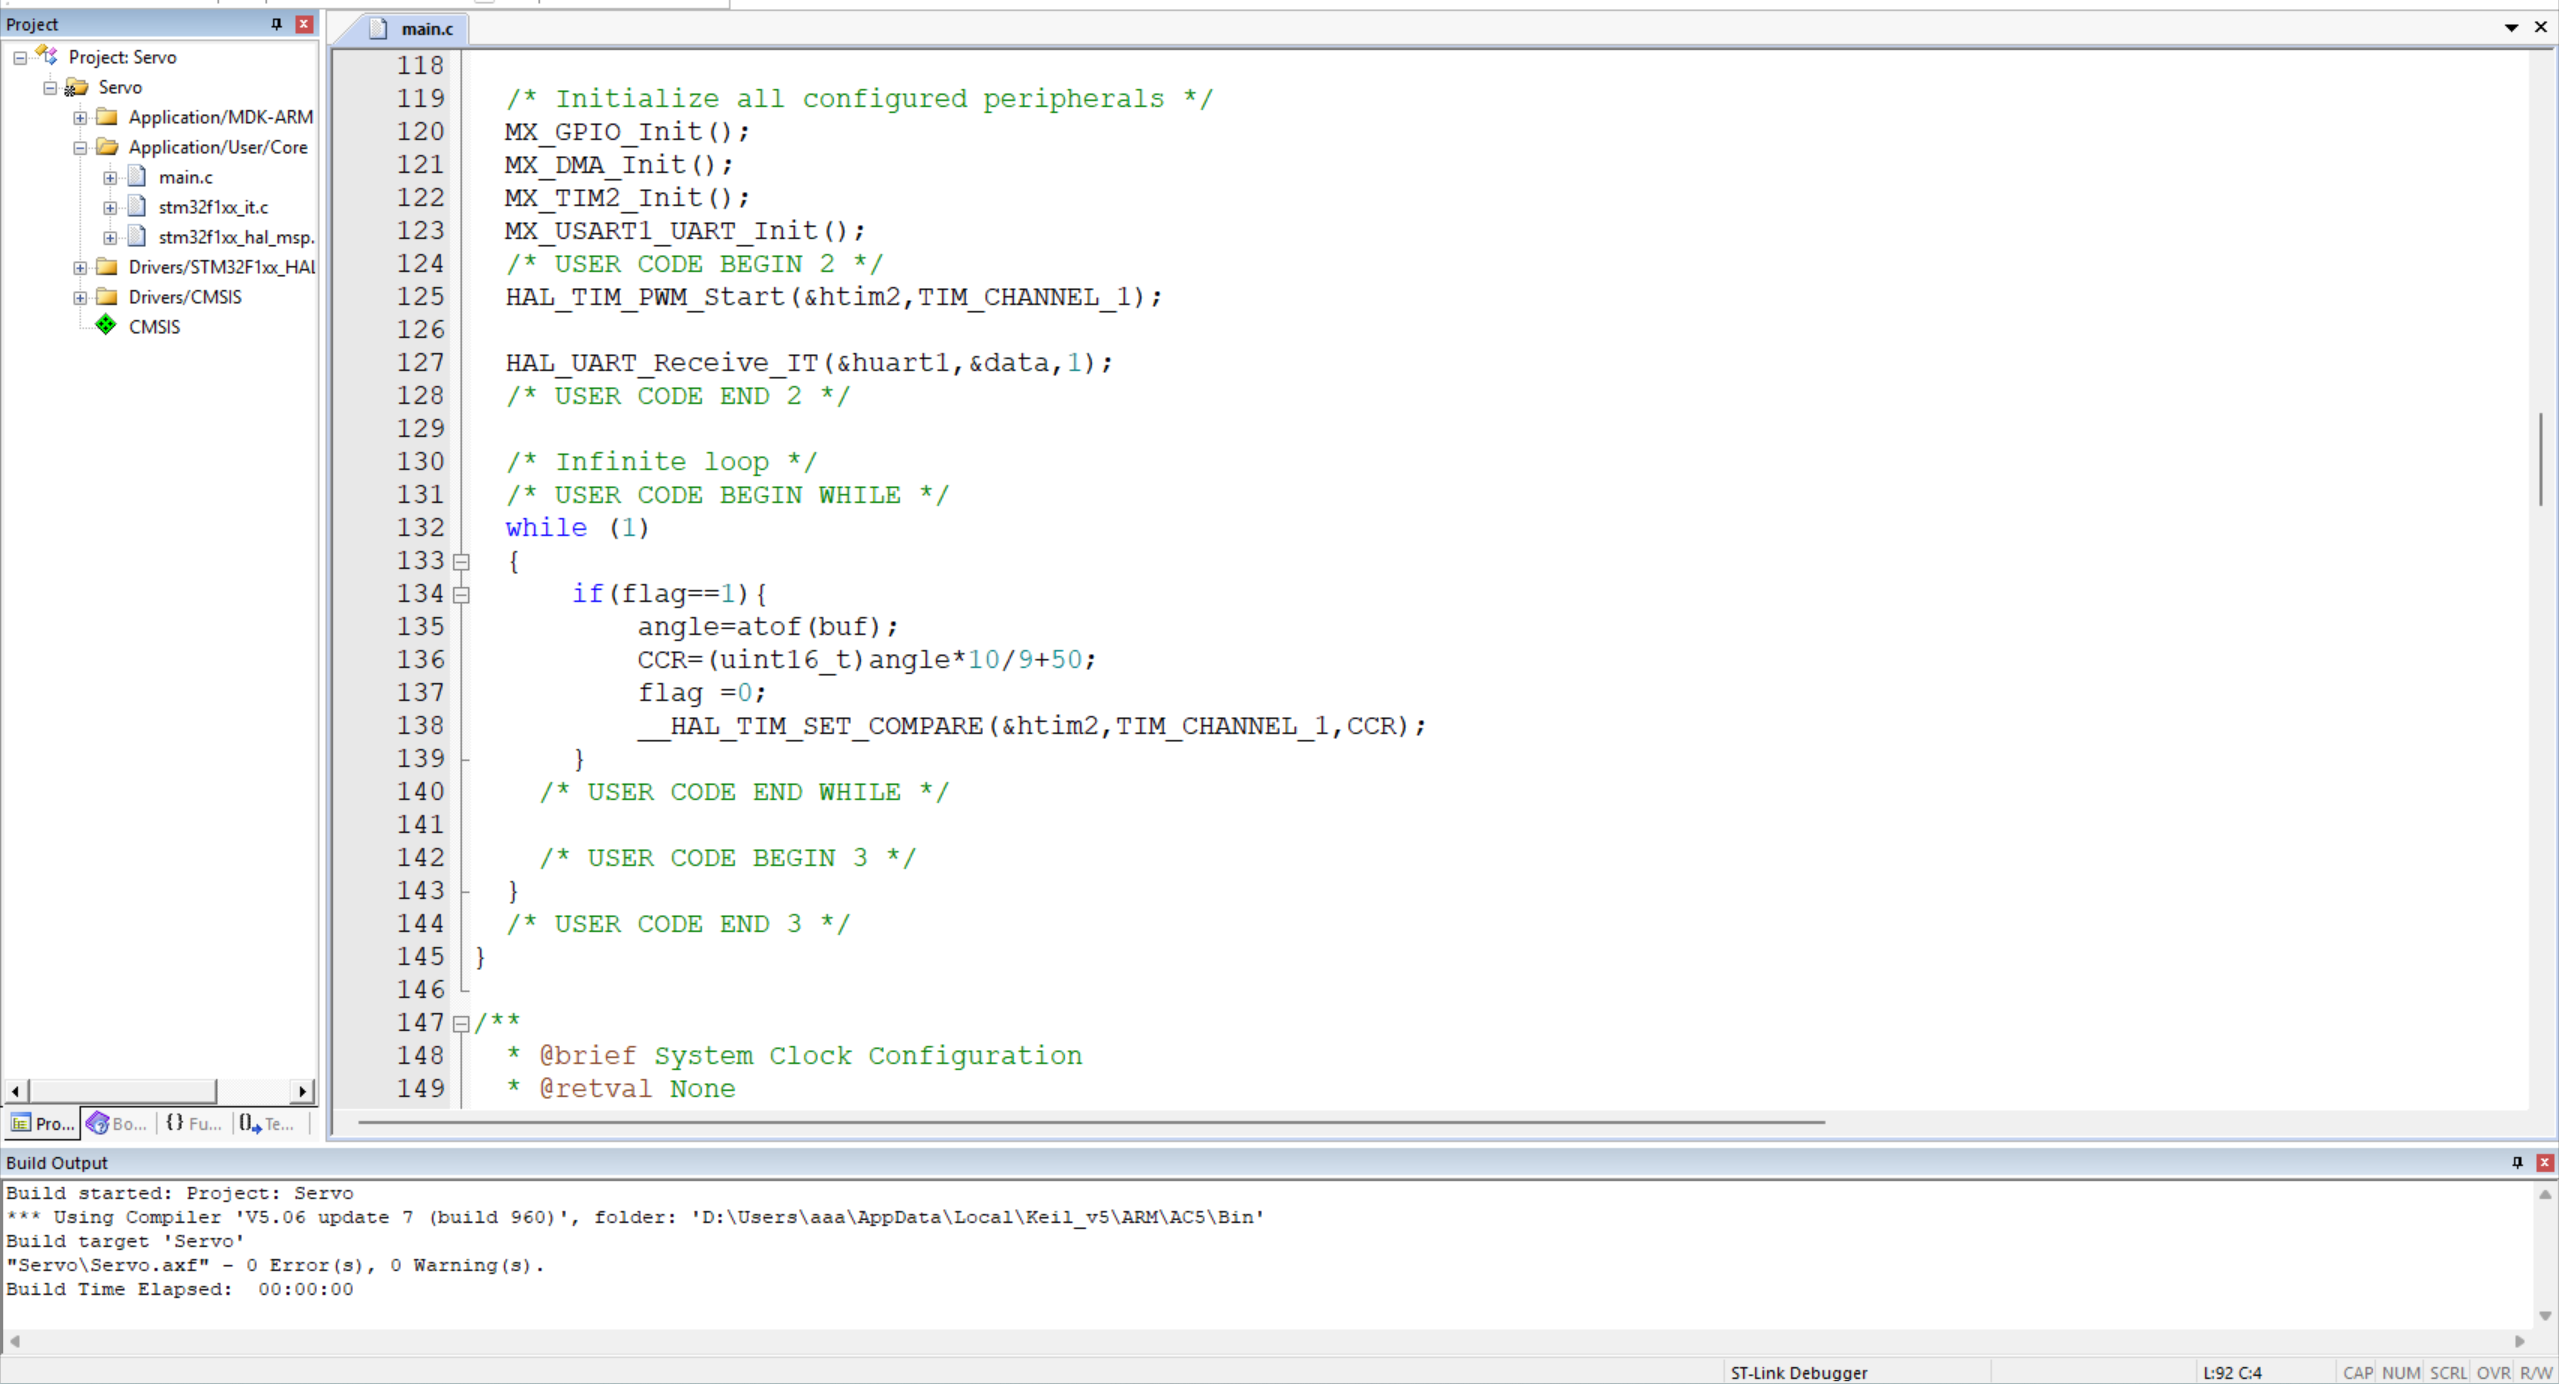 Project
Project: Servo
Servo
Application/MDK-ARM
Application/User/Core
main.c
stm32f1xx_it.c
stm32f1xx_hal_msp.
Drivers/STM32F1xx_HAL
Drivers/CMSIS
CMSIS
Pro...
Bo...
{} Fu...
Te...
main.c
118
119 /* Initialize all configured peripherals */
120 MX_GPIO_Init();
121 MX_DMA_Init();
122 MX_TIM2_Init();
123 MX_USART1_UART_Init();
124 /* USER CODE BEGIN 2 */
125 HAL_TIM_PWM_Start(&htim2,TIM_CHANNEL_1);
126
127 HAL_UART_Receive_IT(&huart1,&data,1);
128 /* USER CODE END 2 */
129
130 /* Infinite loop */
131 /* USER CODE BEGIN WHILE */
132 while (1)
133 {
134 if(flag==1){
135 angle=atof(buf);
136 CCR=(uint16_t)angle*10/9+50;
137 flag =0;
138 __HAL_TIM_SET_COMPARE(&htim2,TIM_CHANNEL_1,CCR);
139 }
140 /* USER CODE END WHILE */
141
142 /* USER CODE BEGIN 3 */
143 }
144 /* USER CODE END 3 */
145 }
146
147 /**
148 * @brief System Clock Configuration
149 * @retval None
Build Output
Build started: Project: Servo
*** Using Compiler 'V5.06 update 7 (build 960)', folder: 'D:\Users\aaa\AppData\Local\Keil_v5\ARM\AC5\Bin'
Build target 'Servo'
"Servo\Servo.axf" - 0 Error(s), 0 Warning(s).
Build Time Elapsed:  00:00:00
ST-Link Debugger
L:92 C:4
CAP NUM SCRL OVR R/W